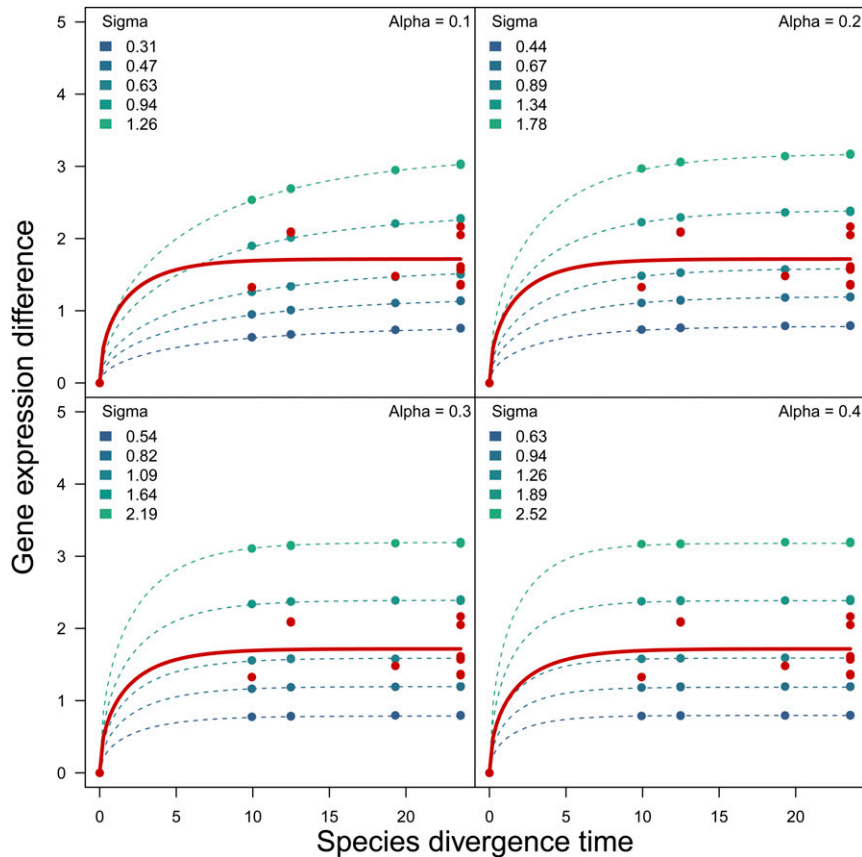 Gene expression difference
5
4
3
2
1
0
Sigma
Alpha = 0.1
0.31
0.47
0.63
0.94
1.26
Sigma
Alpha = 0.2
0.44
0.67
0.89
1.34
1.78
5
4
3
2
1
0
Sigma
Alpha = 0.3
0.54
0.82
1.09
1.64
2.19
Sigma
Alpha = 0.4
0.63
0.94
1.26
1.89
2.52
0 5 10 15 20
0 5 10 15 20
Species divergence time